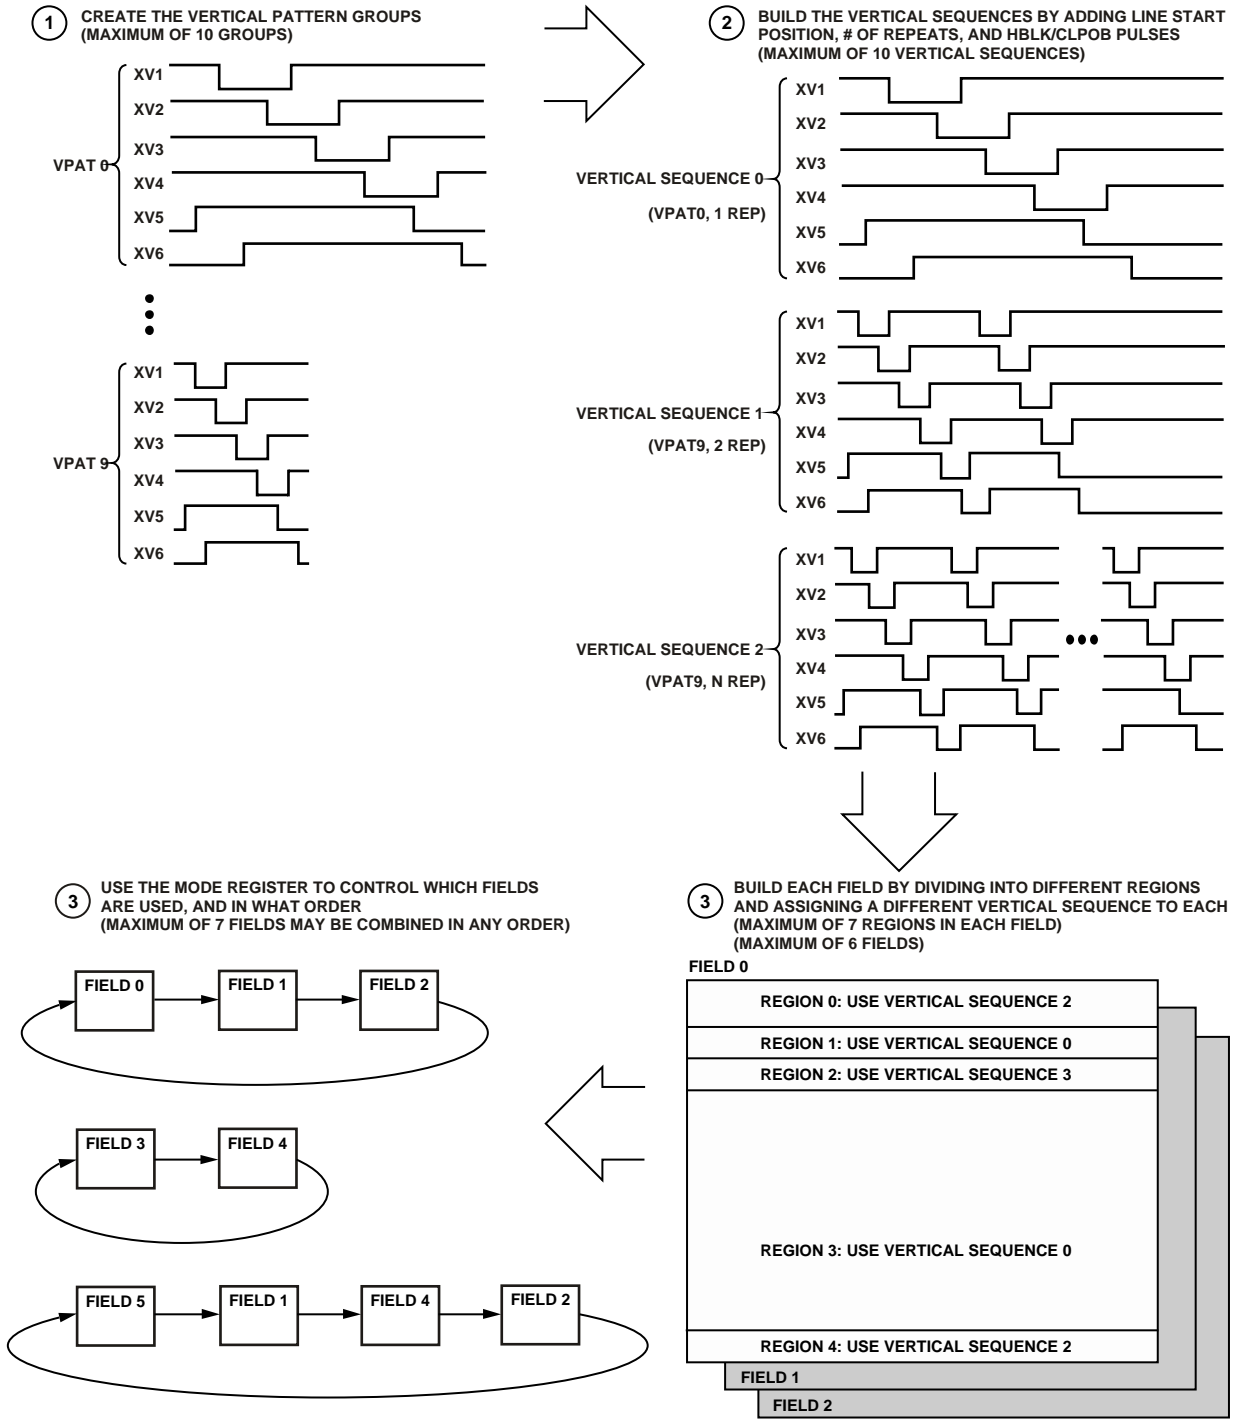 1
CREATE THE VERTICAL PATTERN GROUPS
(MAXIMUM OF 10 GROUPS)
XV1
XV2
XV3
VPAT 0
XV4
XV5
XV6
XV1
XV2
XV3
VPAT 9
XV4
XV5
XV6
2
BUILD THE VERTICAL SEQUENCES BY ADDING LINE START
POSITION, # OF REPEATS, AND HBLK/CLPOB PULSES
(MAXIMUM OF 10 VERTICAL SEQUENCES)
XV1
XV2
XV3
VERTICAL SEQUENCE 0
XV4
(VPAT0, 1 REP)
XV5
XV6
XV1
XV2
XV3
VERTICAL SEQUENCE 1
XV4
(VPAT9, 2 REP)
XV5
XV6
XV1
XV2
XV3
VERTICAL SEQUENCE 2
XV4
(VPAT9, N REP)
XV5
XV6
3
BUILD EACH FIELD BY DIVIDING INTO DIFFERENT REGIONS
AND ASSIGNING A DIFFERENT VERTICAL SEQUENCE TO EACH
(MAXIMUM OF 7 REGIONS IN EACH FIELD)
(MAXIMUM OF 6 FIELDS)
FIELD 0
REGION 0: USE VERTICAL SEQUENCE 2
REGION 1: USE VERTICAL SEQUENCE 0
REGION 2: USE VERTICAL SEQUENCE 3
REGION 3: USE VERTICAL SEQUENCE 0
REGION 4: USE VERTICAL SEQUENCE 2
FIELD 1
FIELD 2
3
USE THE MODE REGISTER TO CONTROL WHICH FIELDS
ARE USED, AND IN WHAT ORDER
(MAXIMUM OF 7 FIELDS MAY BE COMBINED IN ANY ORDER)
FIELD 0
FIELD 1
FIELD 2
FIELD 3
FIELD 4
FIELD 5
FIELD 1
FIELD 4
FIELD 2